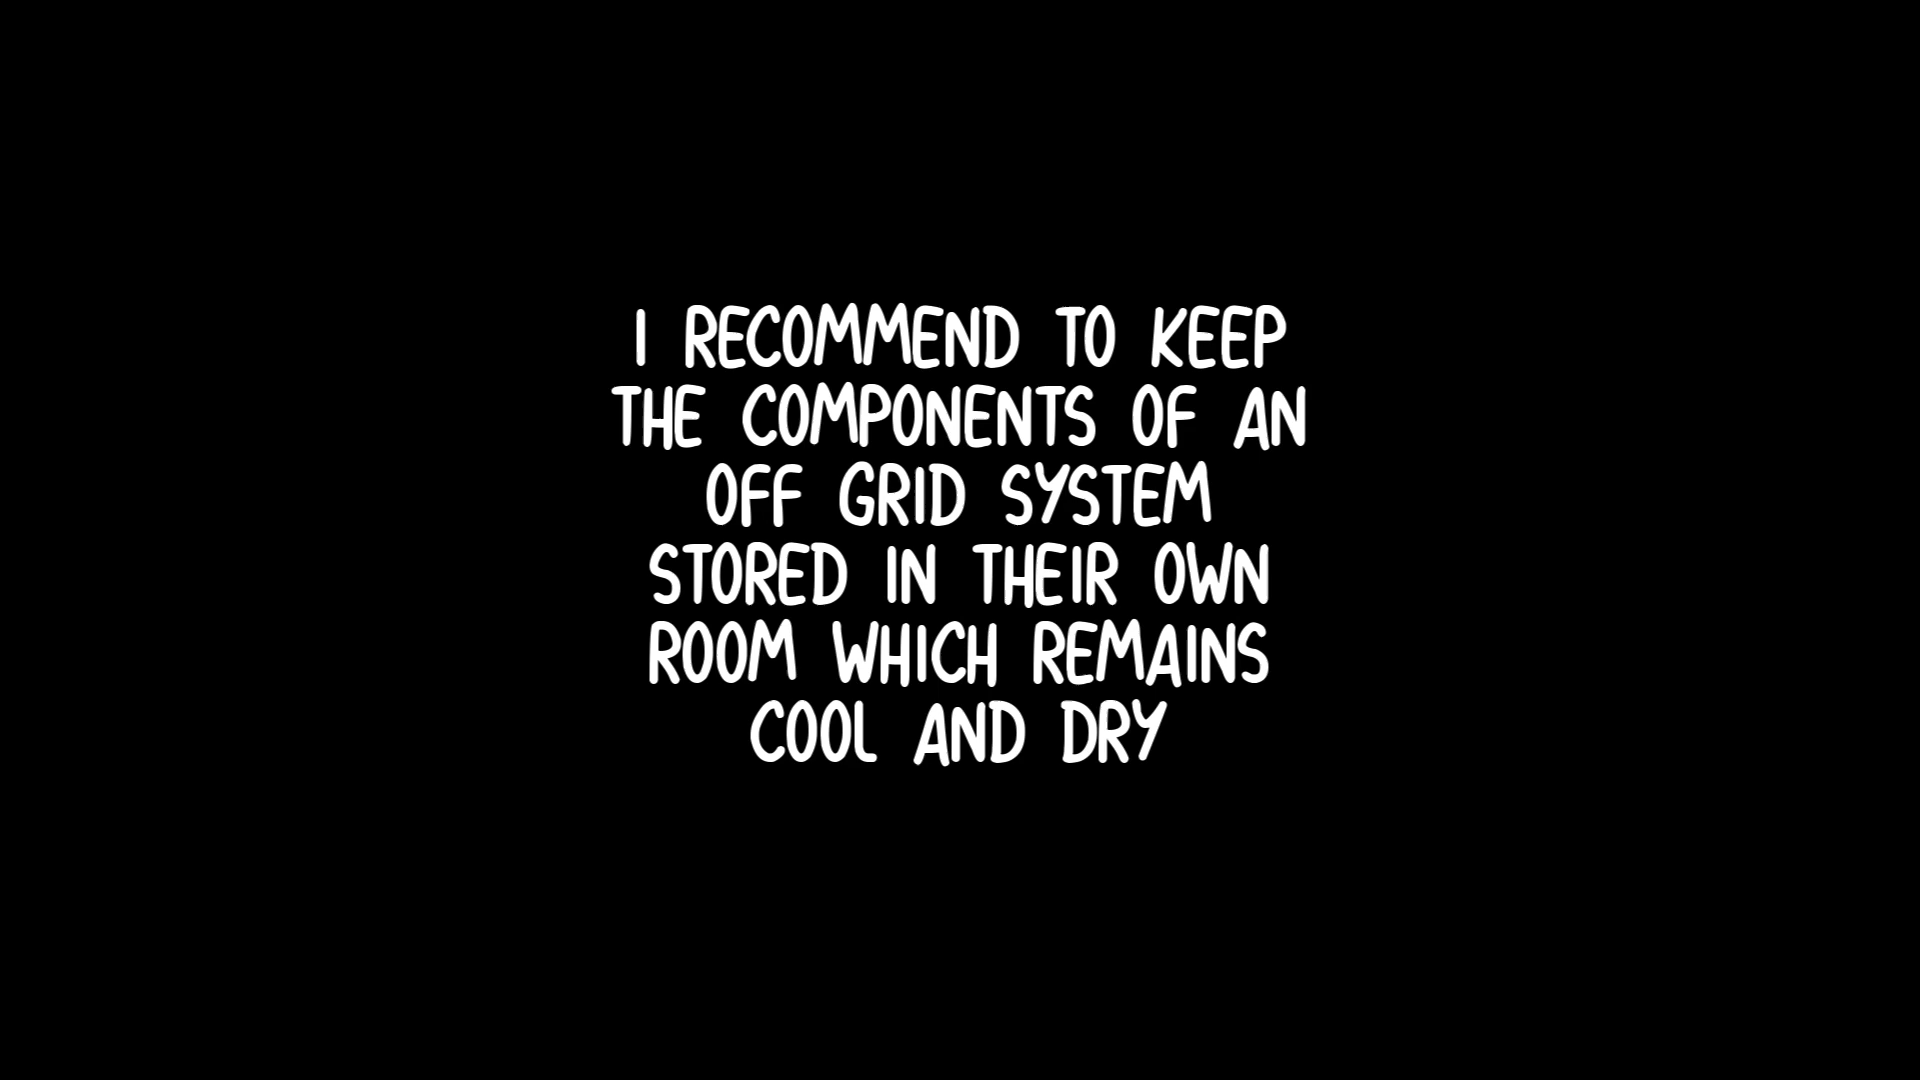 I RECOMMEND TO KEEP
THE COMPONENTS OF AN
OFF GRID SYSTEM
STORED IN THEIR OWN
ROOM WHICH REMAINS
COOL AND DRY